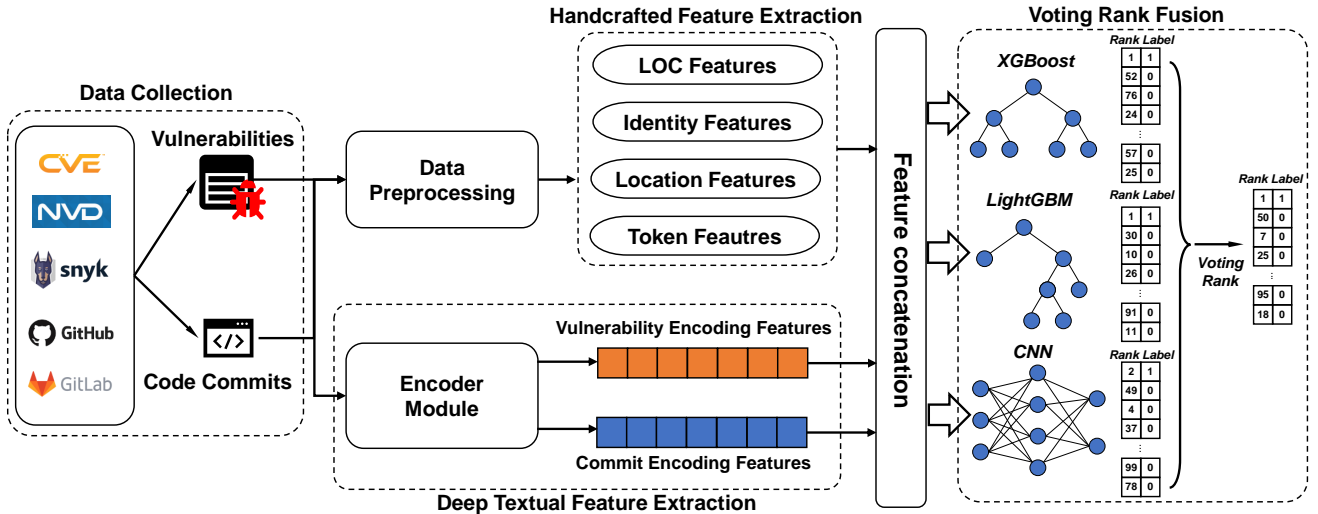 Data Collection
CVE
NVD
snyk
GitHub
GitLab
Vulnerabilities
</>
Code Commits
Data
Preprocessing
Handcrafted Feature Extraction
LOC Features
Identity Features
Location Features
Token Feautres
Encoder
Module
Vulnerability Encoding Features
Commit Encoding Features
Deep Textual Feature Extraction
Feature concatenation
Voting Rank Fusion
XGBoost
Rank Label
1 1
52 0
76 0
24 0
...
57 0
25 0
LightGBM
Rank Label
1 1
30 0
10 0
26 0
...
91 0
11 0
CNN
Rank Label
2 1
49 0
4 0
37 0
...
99 0
78 0
Voting
Rank
Rank Label
1 1
50 0
7 0
25 0
...
95 0
18 0